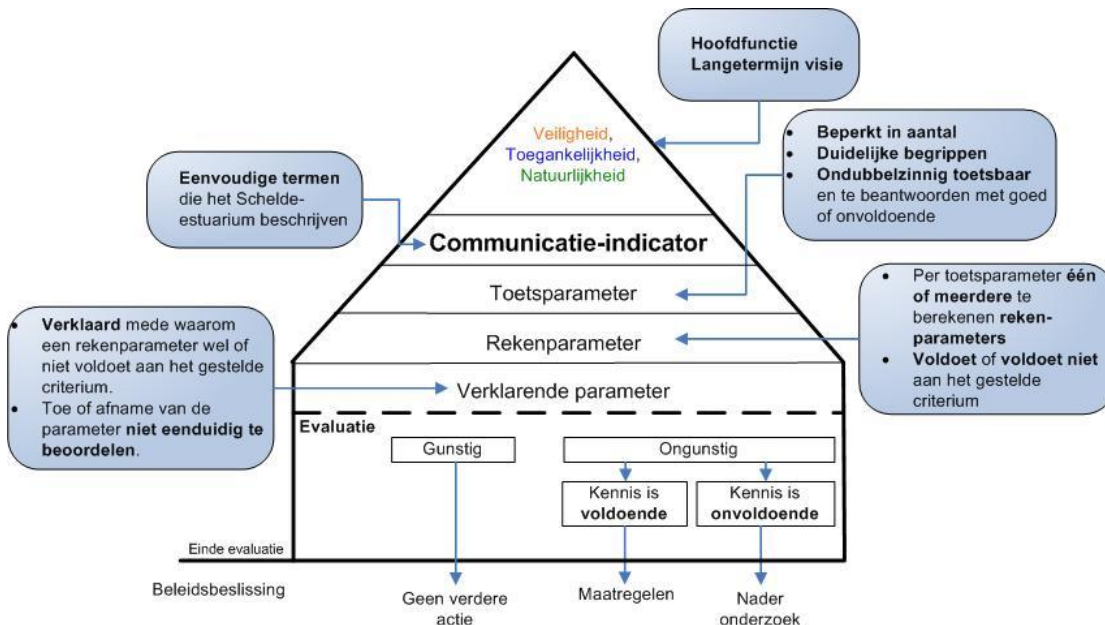 Hoofdfunctie
Langetermijn visie
Veiligheid,
Toegankelijkheid,
Natuurlijkheid
• Beperkt in aantal
• Duidelijke begrippen
• Ondubbelzinnig toetsbaar
en te beantwoorden met goed
of onvoldoende
Eenvoudige termen
die het Schelde-
estuarium beschrijven
Communicatie-indicator
Toetsparameter
• Per toetsparameter één
of meerdere te
berekenen reken-
parameters
• Voldoet of voldoet niet
aan het gestelde
criterium
Rekenparameter
• Verklaard mede waarom
een rekenparameter wel of
niet voldoet aan het gestelde
criterium.
• Toe of afname van de
parameter niet eenduidig te
beoordelen.
Verklarende parameter
Evaluatie
Gunstig
Ongunstig
Kennis is
voldoende
Kennis is
onvoldoende
Einde evaluatie
Beleidsbeslissing
Geen verdere
actie
Maatregelen
Nader
onderzoek